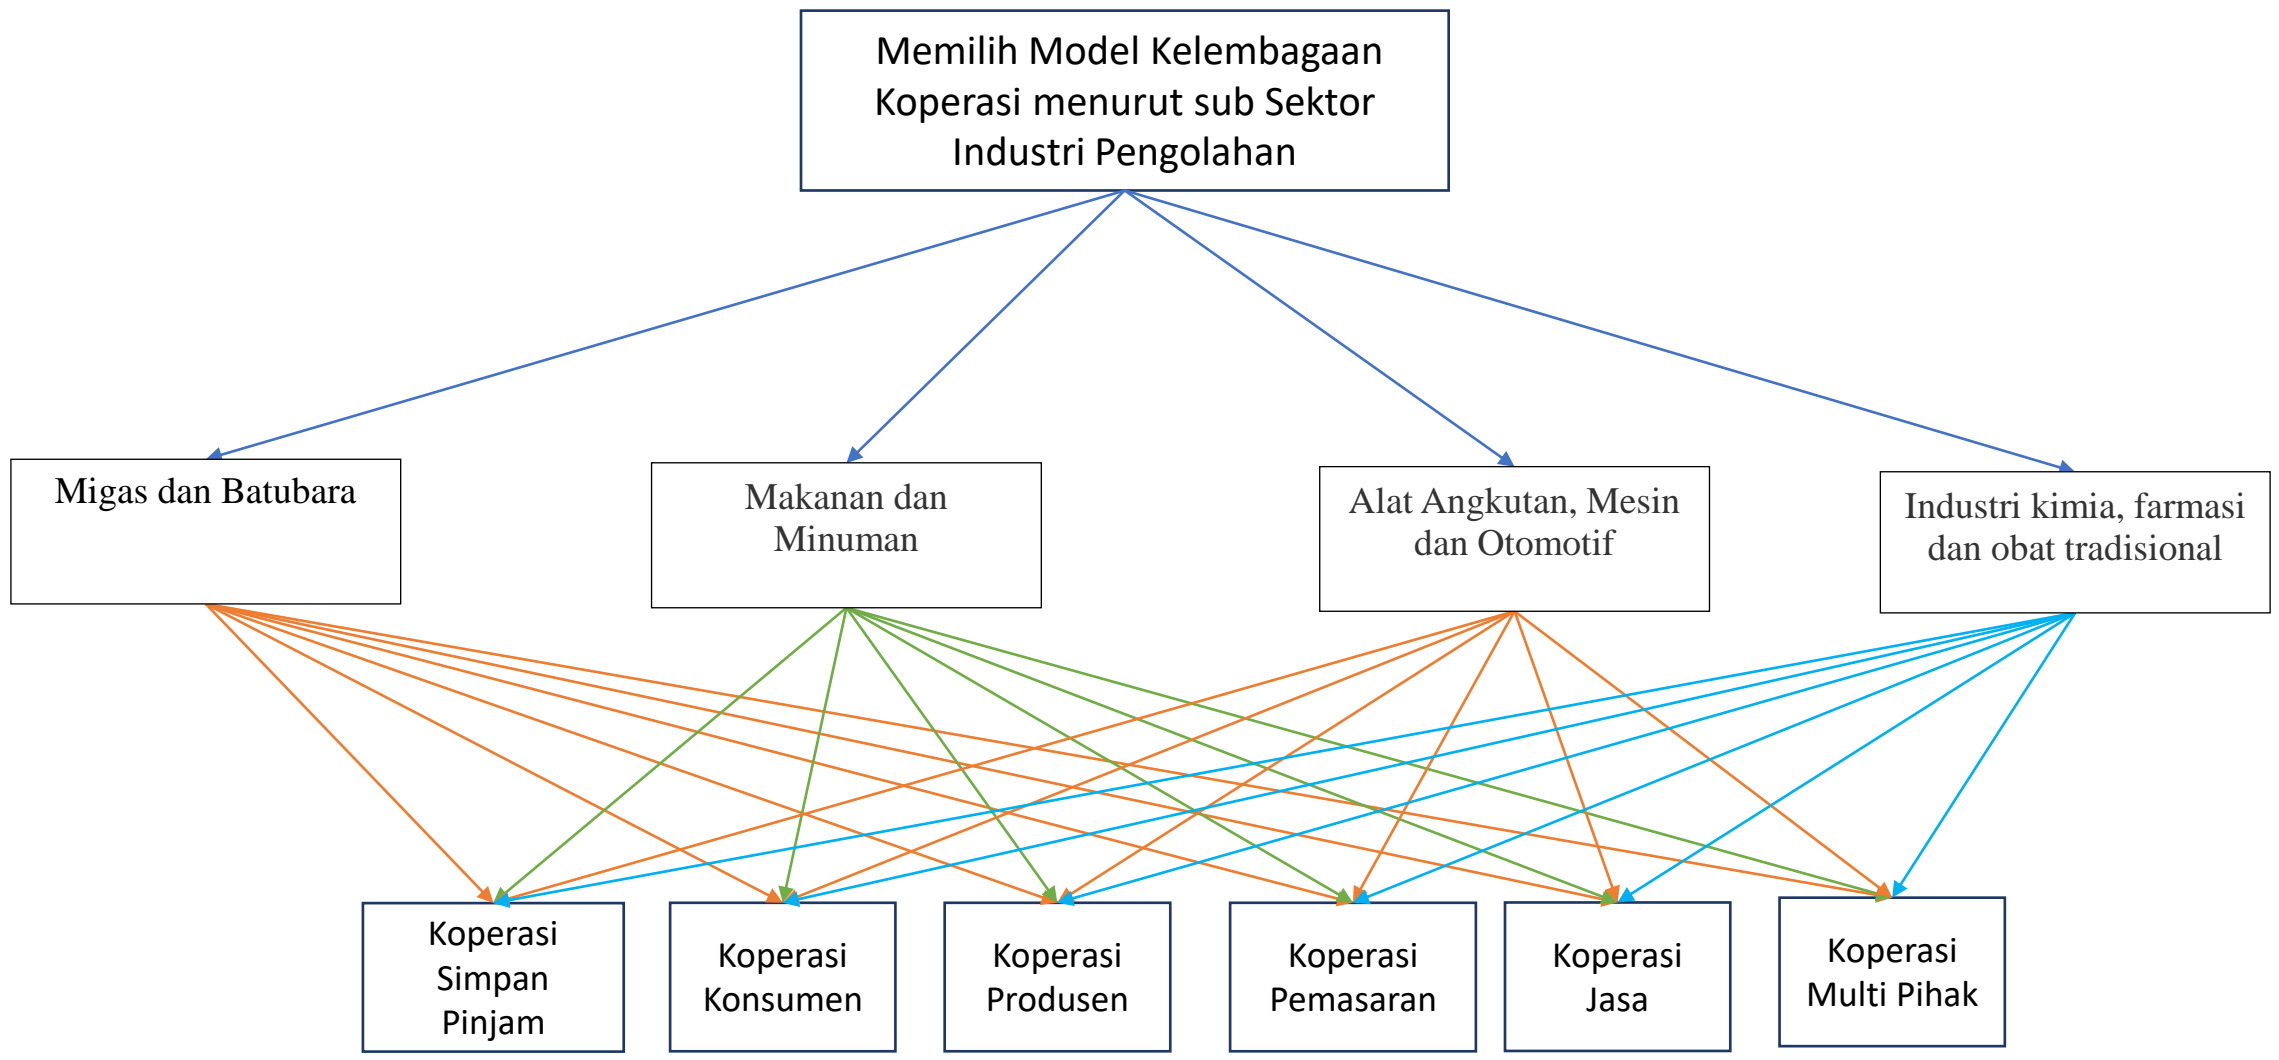 Memilih Model Kelembagaan
Koperasi menurut sub Sektor
Industri Pengolahan
Migas dan Batubara
Makanan dan
Minuman
Alat Angkutan, Mesin
dan Otomotif
Industri kimia, farmasi
dan obat tradisional
Koperasi
Simpan
Pinjam
Koperasi
Konsumen
Koperasi
Produsen
Koperasi
Pemasaran
Koperasi
Jasa
Koperasi
Multi Pihak